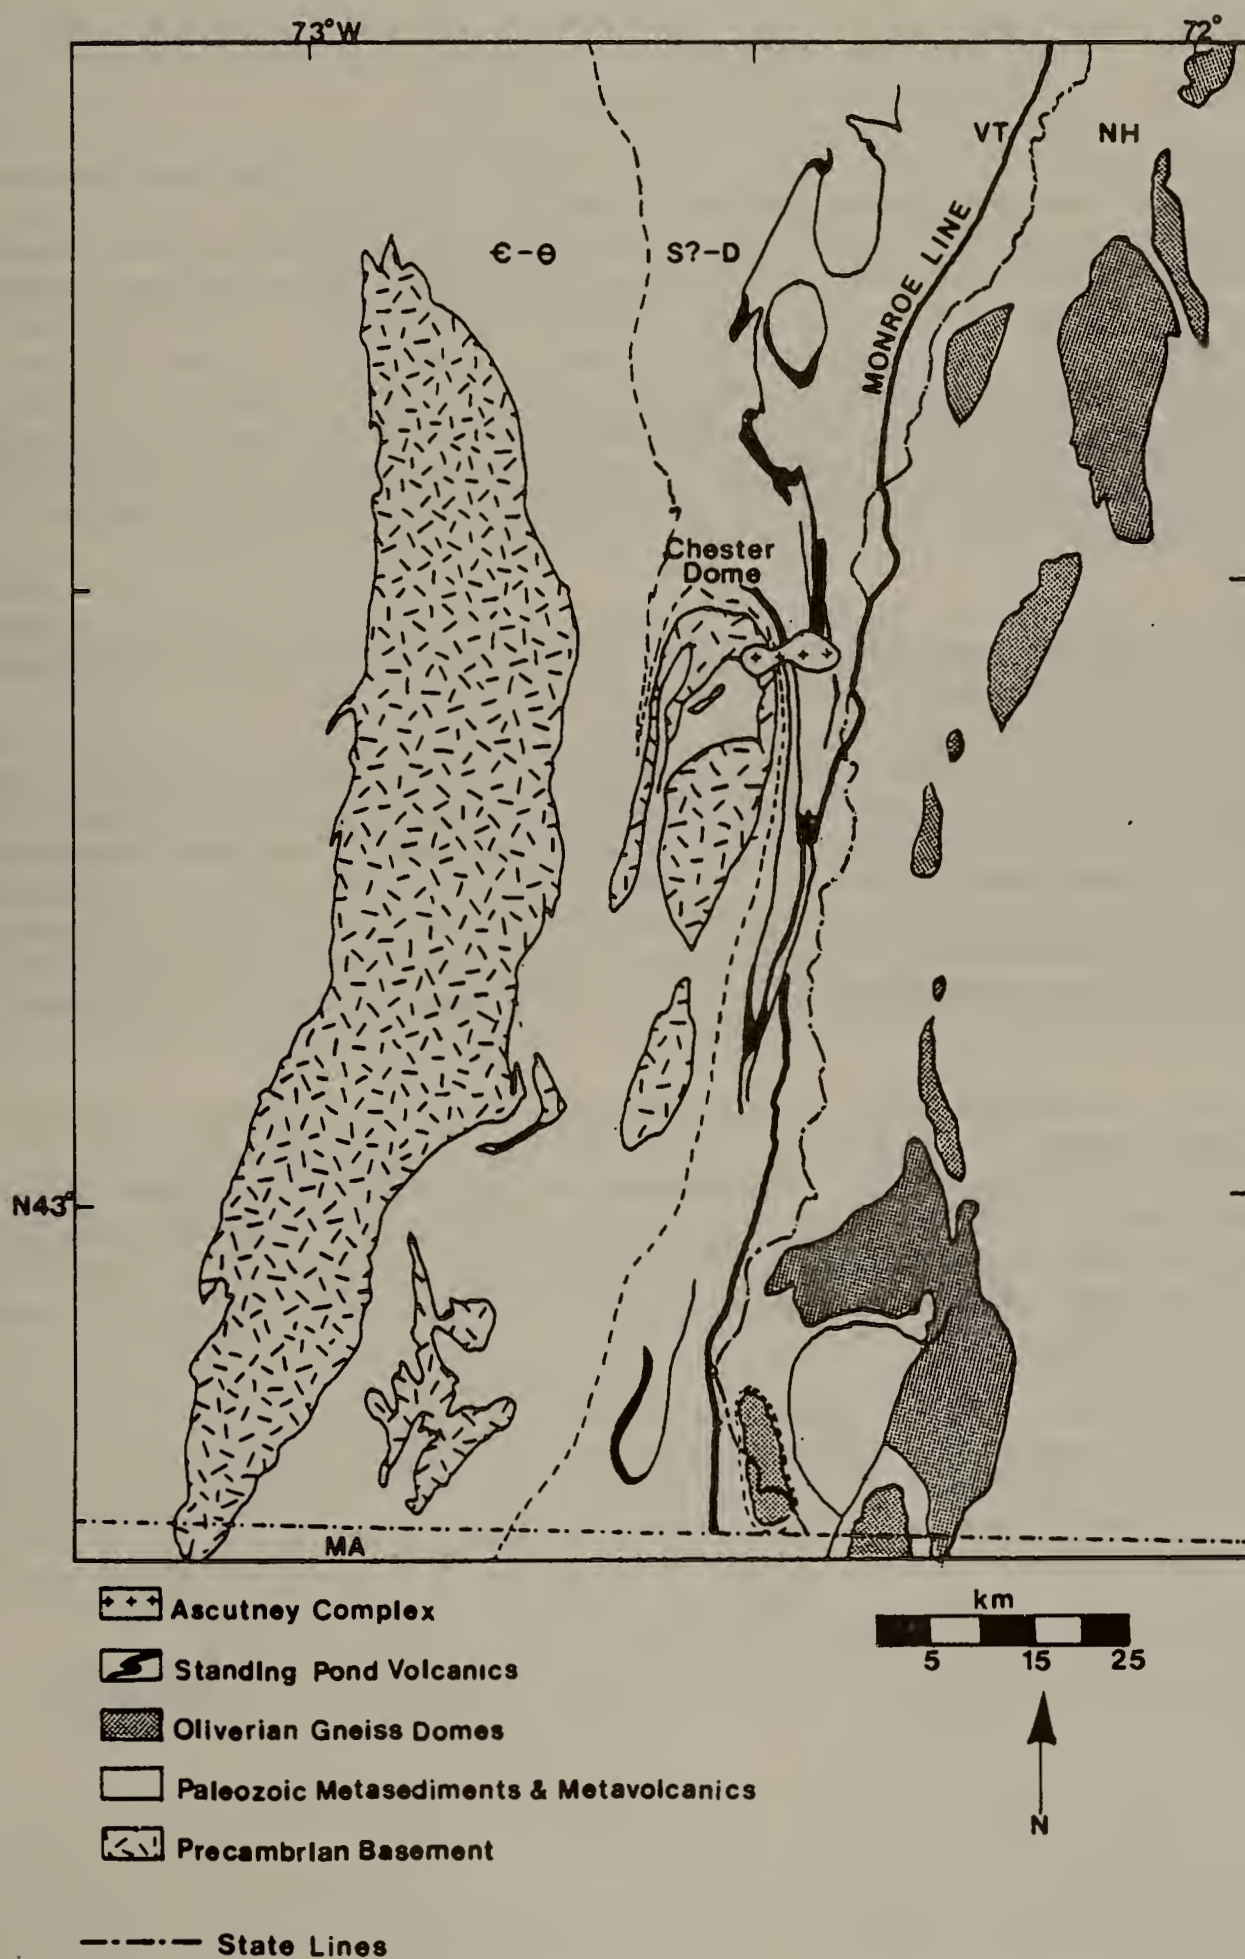 73°W
72°
VT
NH
MONROE LINE
Є-Ө
S?-D
Chester
Dome
N43°
MA
Ascutney Complex
Standing Pond Volcanics
Oliverian Gneiss Domes
Paleozoic Metasediments & Metavolcanics
Precambrian Basement
State Lines
km
5 15 25
N